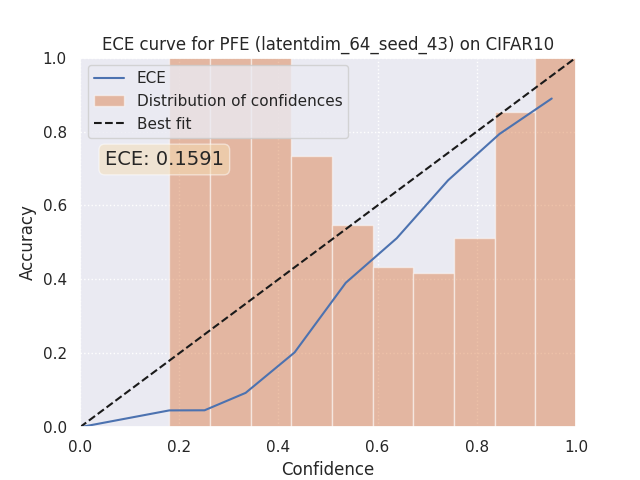 ECE curve for PFE (latentdim_64_seed_43) on CIFAR10
1.0
0.8
0.6
0.4
0.2
0.0
Accuracy
ECE
Distribution of confidences
Best fit
ECE: 0.1591
0.0 0.2 0.4 0.6 0.8 1.0
Confidence